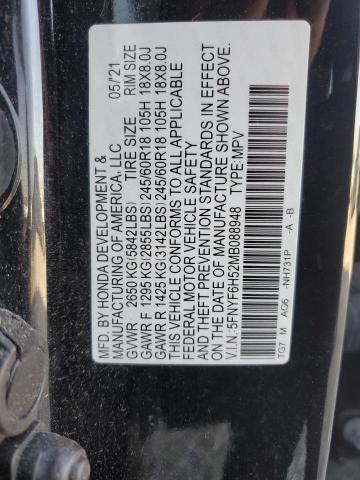 MFD. BY HONDA DEVELOPMENT & 05/21
MANUFACTURING OF AMERICA, LLC
GVWR 2650 KG(5842LBS) TIRE SIZE RIM SIZE
GAWR F 1295 KG(2855LBS) 245/60R18 105H 18X8.0J
GAWR R 1425 KG(3142LBS) 245/60R18 105H 18X8.0J
THIS VEHICLE CONFORMS TO ALL APPLICABLE
FEDERAL MOTOR VEHICLE SAFETY
AND THEFT PREVENTION STANDARDS IN EFFECT
ON THE DATE OF MANUFACTURE SHOWN ABOVE.
V.I.N.: 5FNYF6H52MB088948 TYPE:MPV
TG7 M AG6 -NH731P -A -B